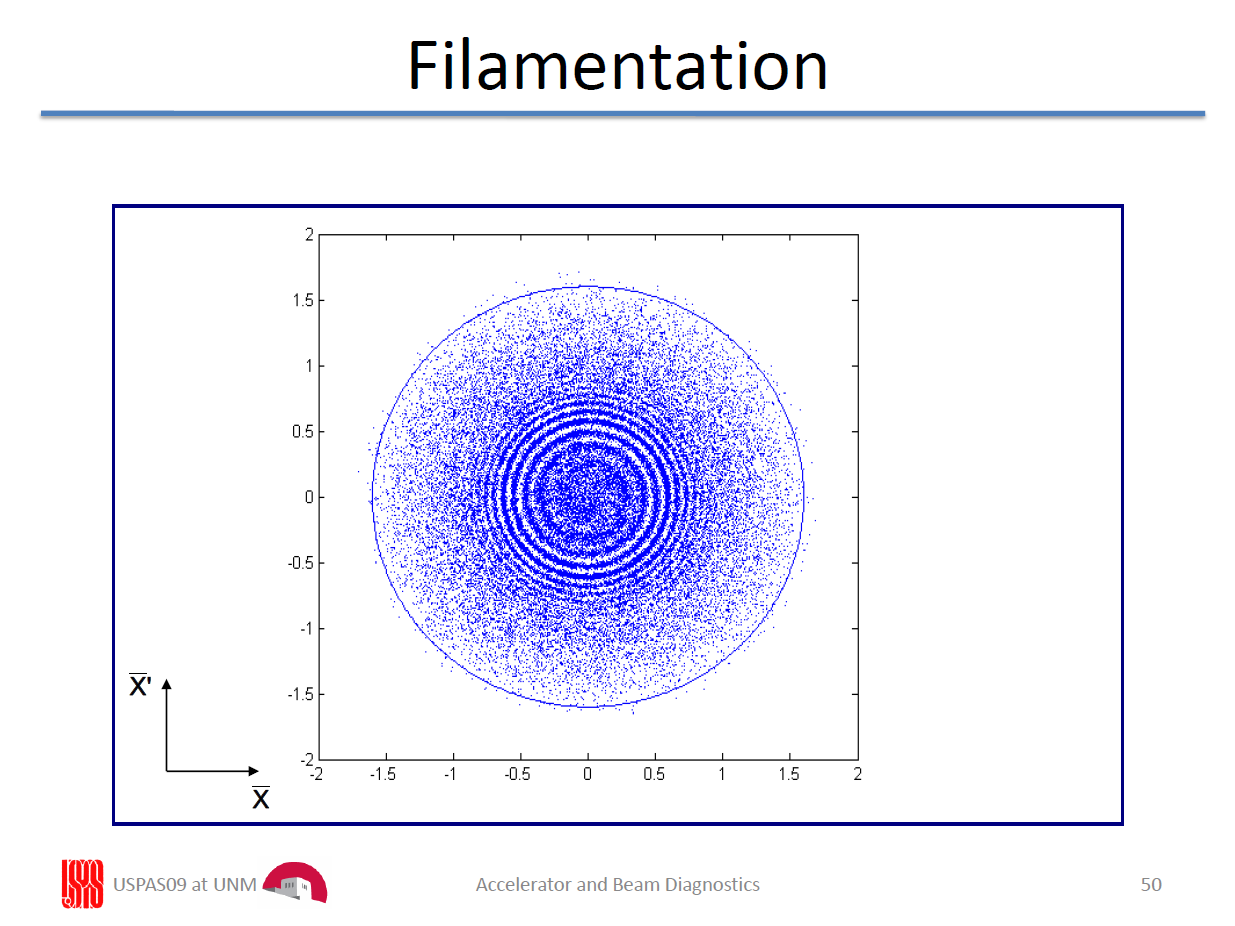 Filamentation
2
1.5
1
0.5
0
-0.5
-1
-1.5
-2
-2 -1.5 -1 -0.5 0 0.5 1 1.5 2
X̅'
X̅
USPAS09 at UNM
Accelerator and Beam Diagnostics
50